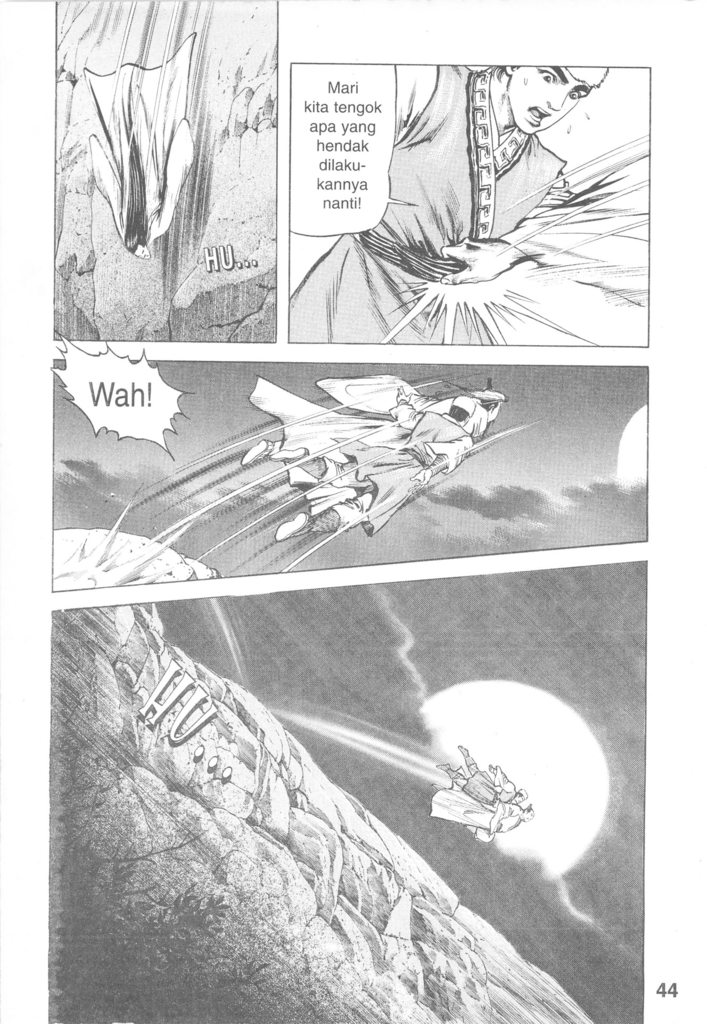 HU...
Mari
kita tengok
apa yang
hendak
dilaku-
kannya
nanti!
Wah!
HU...
44